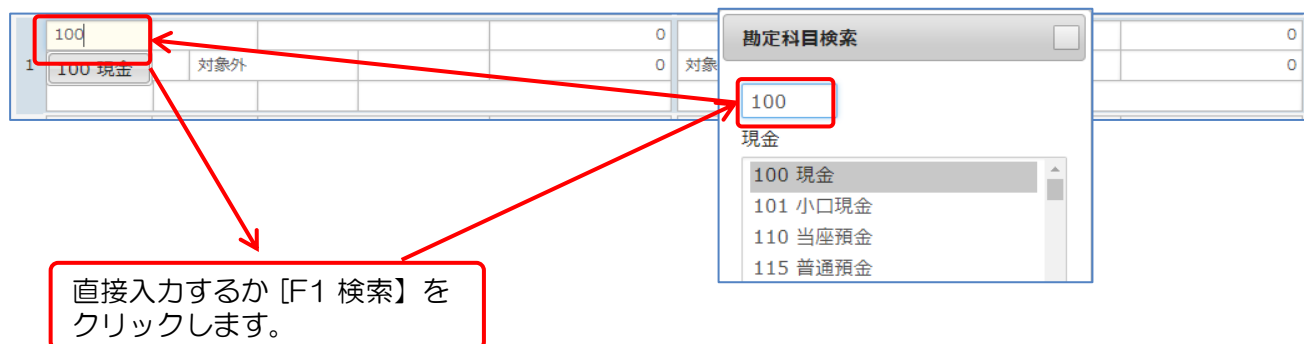 100
0
0
1
100 現金
対象外
0
対象
0
勘定科目検索
100
現金
100 現金
101 小口現金
110 当座預金
115 普通預金
直接入力するか [F1 検索】を
クリックします。